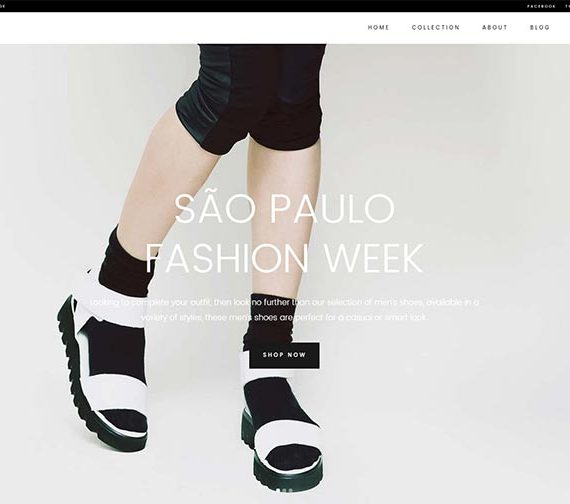 FACEBOOK
HOME COLLECTION ABOUT BLOG
SÃO PAULO
FASHION WEEK
Looking to complete your outfit, then look no further than our selection of men's shoes, available in a
variety of styles, these men's shoes are perfect for a casual or smart look.
SHOP NOW